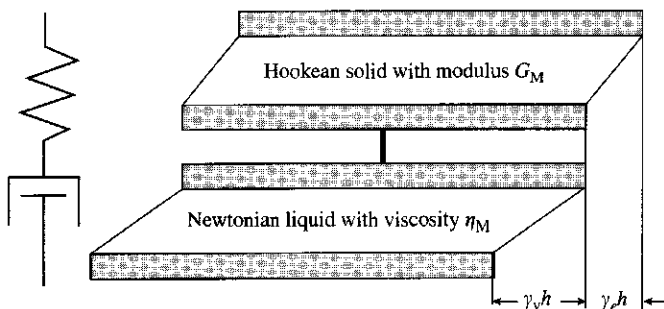 Hookean solid with modulus G_M
Newtonian liquid with viscosity η_M
γ_v h
γ_e h